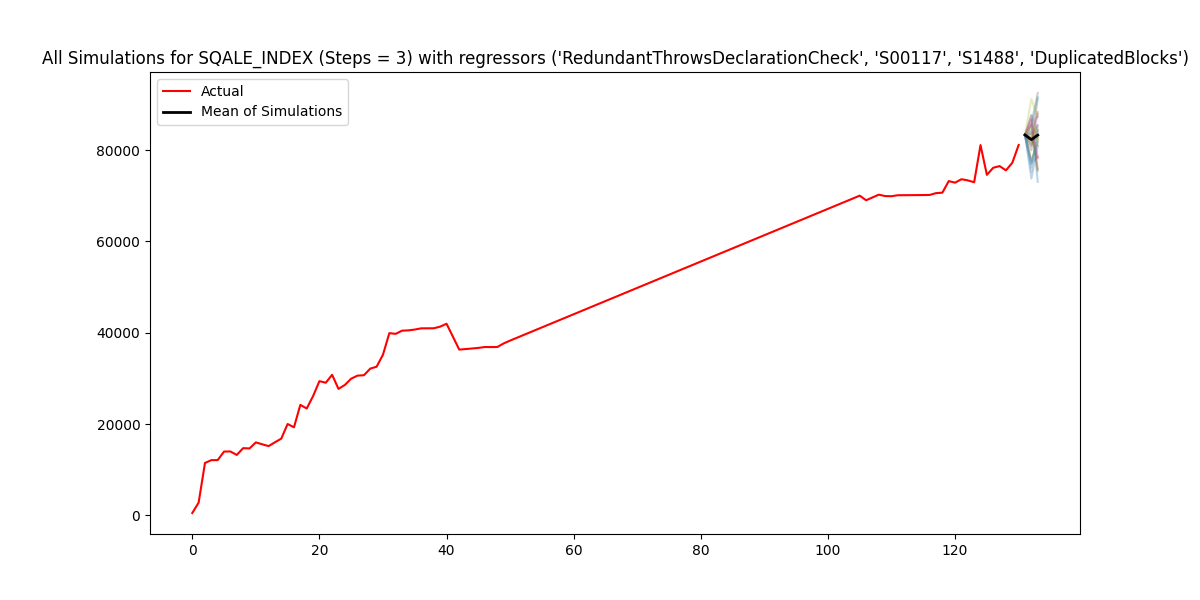 All Simulations for SQALE_INDEX (Steps = 3) with regressors ('RedundantThrowsDeclarationCheck', 'S00117', 'S1488', 'DuplicatedBlocks')
Actual
Mean of Simulations
80000
60000
40000
20000
0
0 20 40 60 80 100 120